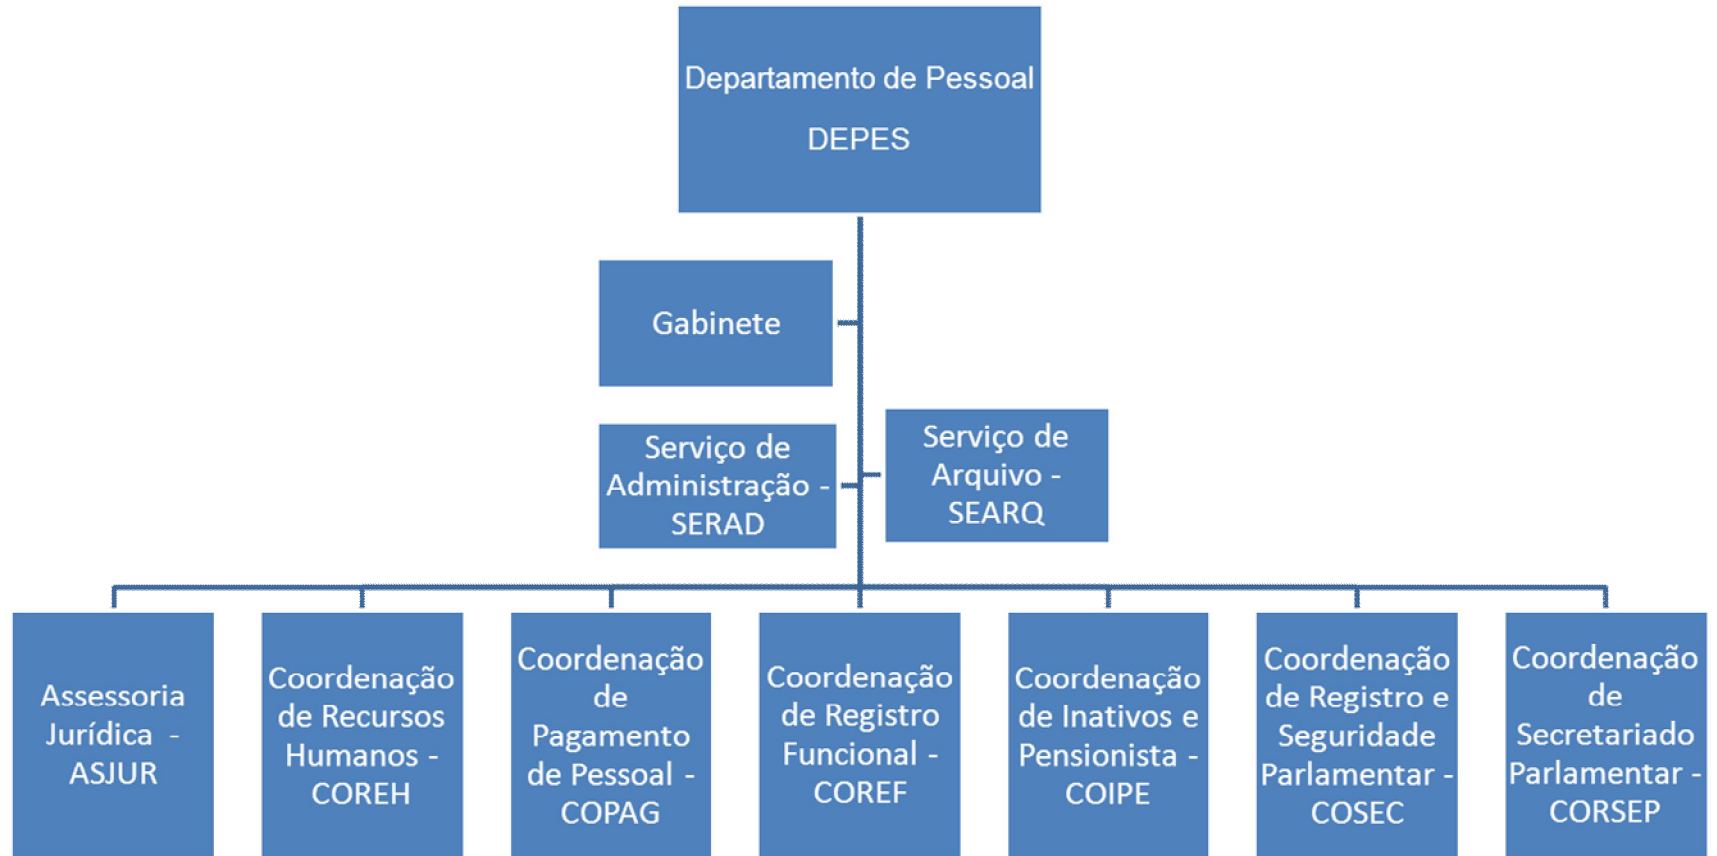 Departamento de Pessoal
DEPES
Gabinete
Serviço de
Administração -
SERAD
Serviço de
Arquivo -
SEARQ
Assessoria
Jurídica -
ASJUR
Coordenação
de Recursos
Humanos -
COREH
Coordenação
de
Pagamento
de Pessoal -
COPAG
Coordenação
de Registro
Funcional -
COREF
Coordenação
de Inativos e
Pensionista -
COIPE
Coordenação
de Registro e
Seguridade
Parlamentar -
COSEC
Coordenação
de
Secretariado
Parlamentar -
CORSEP